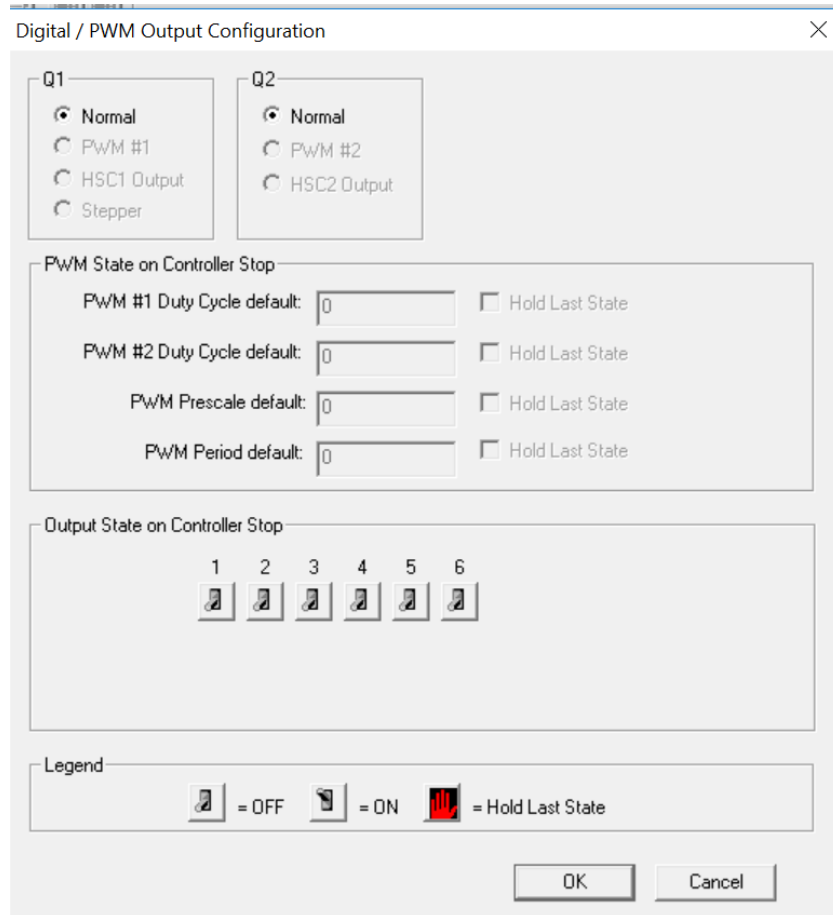 Digital / PWM Output Configuration
Q1
Normal
PWM #1
HSC1 Output
Stepper
Q2
Normal
PWM #2
HSC2 Output
PWM State on Controller Stop
PWM #1 Duty Cycle default: 0 Hold Last State
PWM #2 Duty Cycle default: 0 Hold Last State
PWM Prescale default: 0 Hold Last State
PWM Period default: 0 Hold Last State
Output State on Controller Stop
1 2 3 4 5 6
Legend
= OFF = ON = Hold Last State
OK Cancel